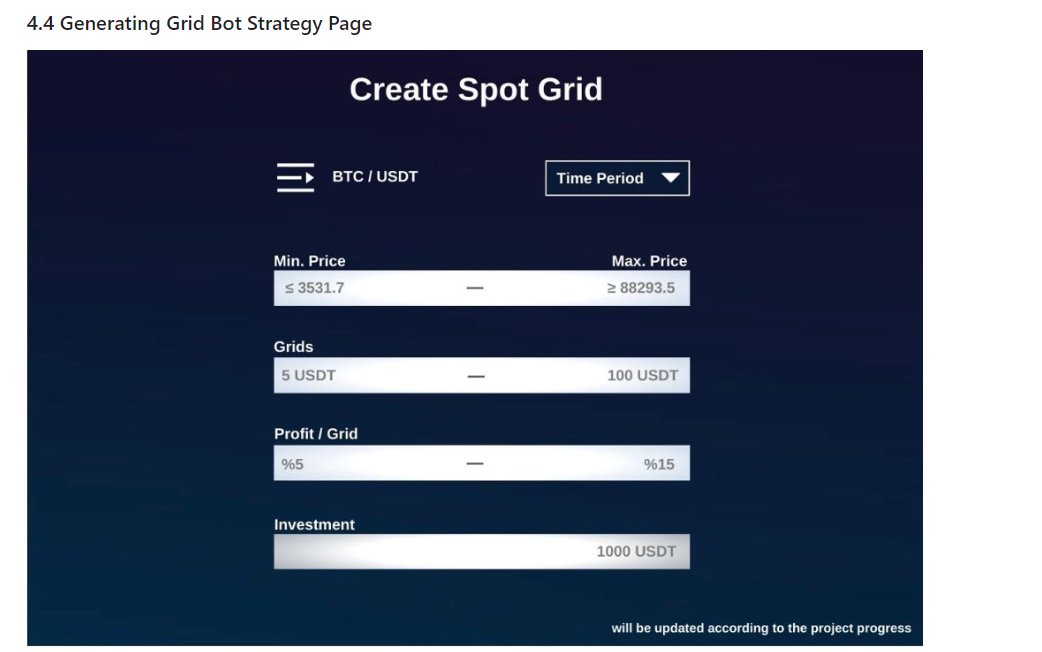 4.4 Generating Grid Bot Strategy Page
Create Spot Grid
BTC / USDT
Time Period
Min. Price Max. Price
≤ 3531.7 — ≥ 88293.5
Grids
5 USDT — 100 USDT
Profit / Grid
%5 — %15
Investment
1000 USDT
will be updated according to the project progress